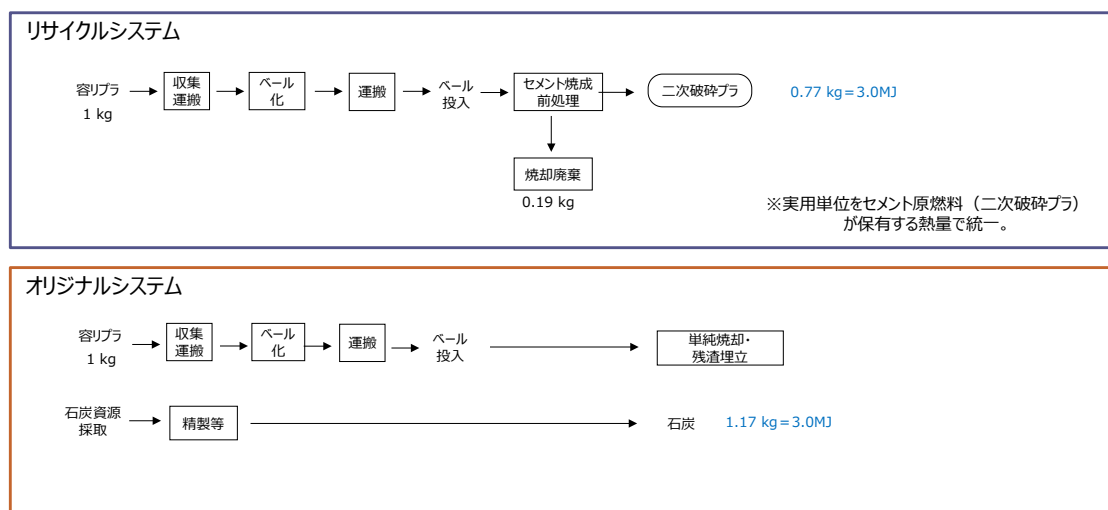 リサイクルシステム
容リプラ
1 kg
収集
運搬
ベール
化
運搬
ベール
投入
セメント焼成
前処理
二次破砕プラ
0.77 kg＝3.0MJ
焼却廃棄
0.19 kg
※実用単位をセメント原燃料（二次破砕プラ）
が保有する熱量で統一。
オリジナルシステム
容リプラ
1 kg
収集
運搬
ベール
化
運搬
ベール
投入
単純焼却・
残渣埋立
石炭資源
採取
精製等
石炭
1.17 kg＝3.0MJ